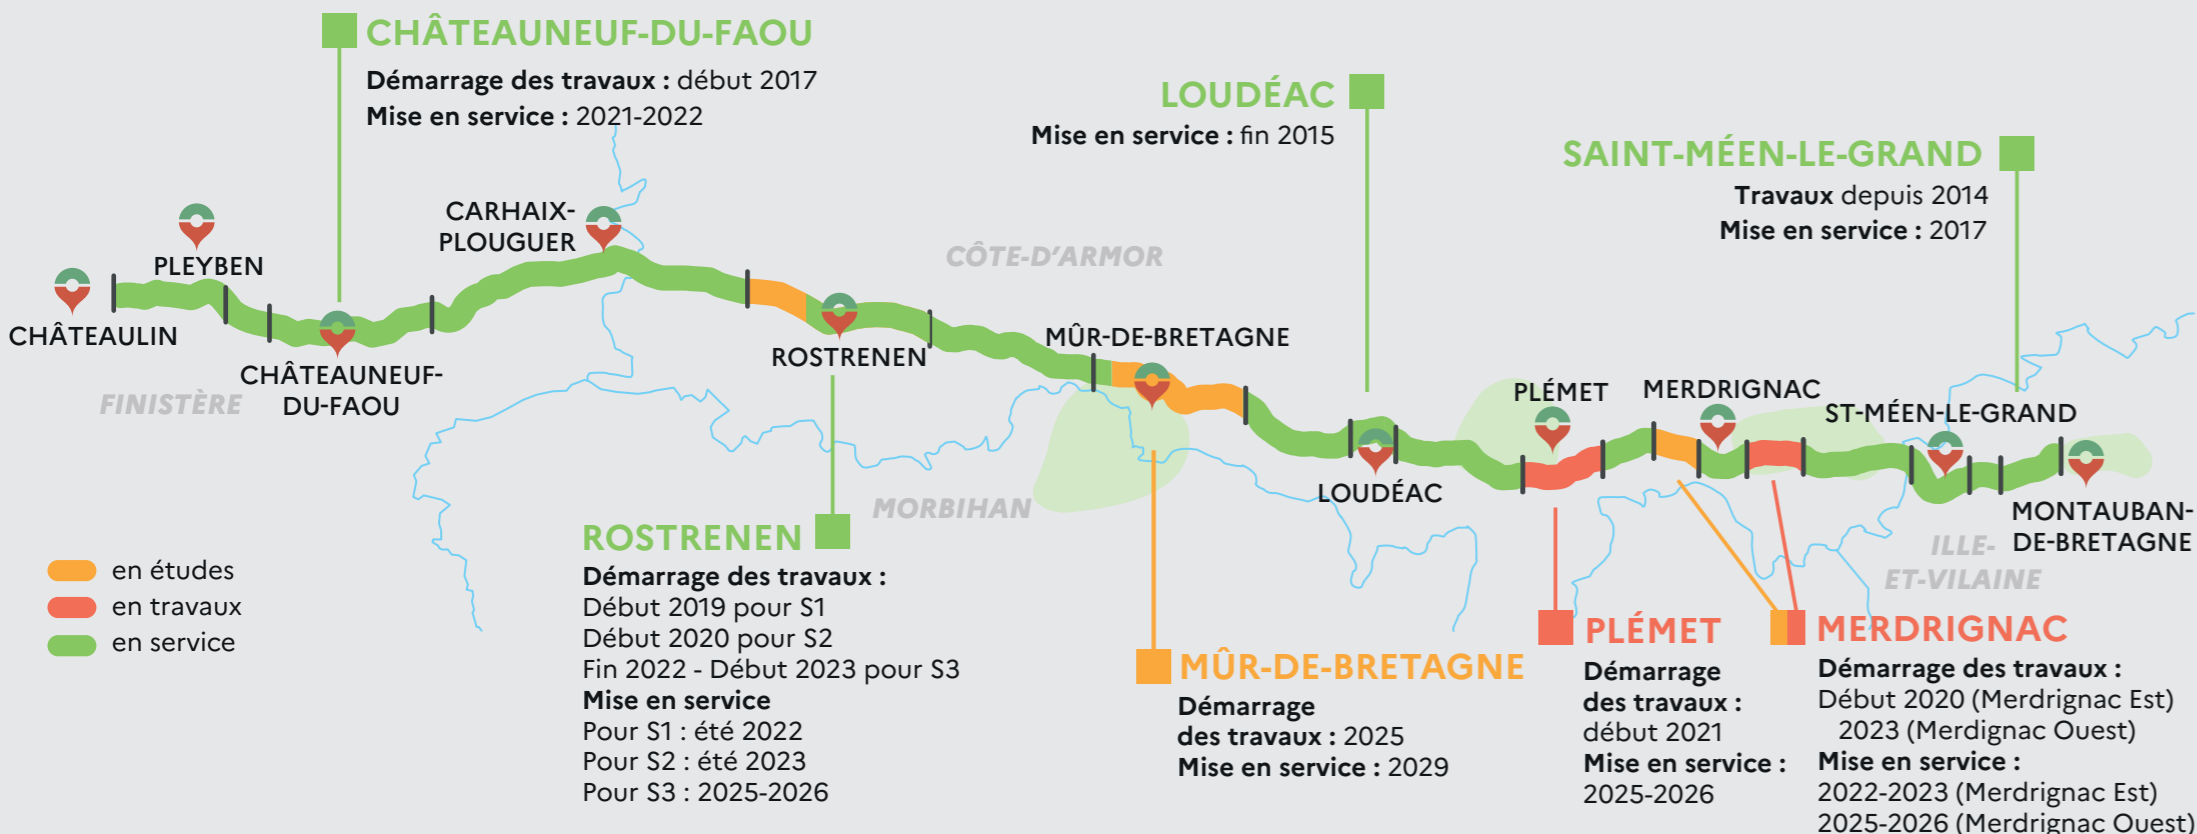 CHÂTEAUNEUF-DU-FAOU
Démarrage des travaux : début 2017
Mise en service : 2021-2022
LOUDÉAC
Mise en service : fin 2015
SAINT-MÉEN-LE-GRAND
Travaux depuis 2014
Mise en service : 2017
CHÂTEAULIN
PLEYBEN
CHÂTEAUNEUF-
DU-FAOU
CARHAIX-
PLOUGUER
ROSTRENEN
MÛR-DE-BRETAGNE
LOUDÉAC
PLÉMET
MERDRIGNAC
ST-MÉEN-LE-GRAND
MONTAUBAN-
DE-BRETAGNE
FINISTÈRE
CÔTE-D'ARMOR
MORBIHAN
ILLE-
ET-VILAINE
en études
en travaux
en service
ROSTRENEN
Démarrage des travaux :
Début 2019 pour S1
Début 2020 pour S2
Fin 2022 - Début 2023 pour S3
Mise en service
Pour S1 : été 2022
Pour S2 : été 2023
Pour S3 : 2025-2026
MÛR-DE-BRETAGNE
Démarrage
des travaux : 2025
Mise en service : 2029
PLÉMET
Démarrage
des travaux :
début 2021
Mise en service :
2025-2026
MERDRIGNAC
Démarrage des travaux :
Début 2020 (Merdrignac Est)
2023 (Merdignac Ouest)
Mise en service :
2022-2023 (Merdrignac Est)
2025-2026 (Merdrignac Ouest)